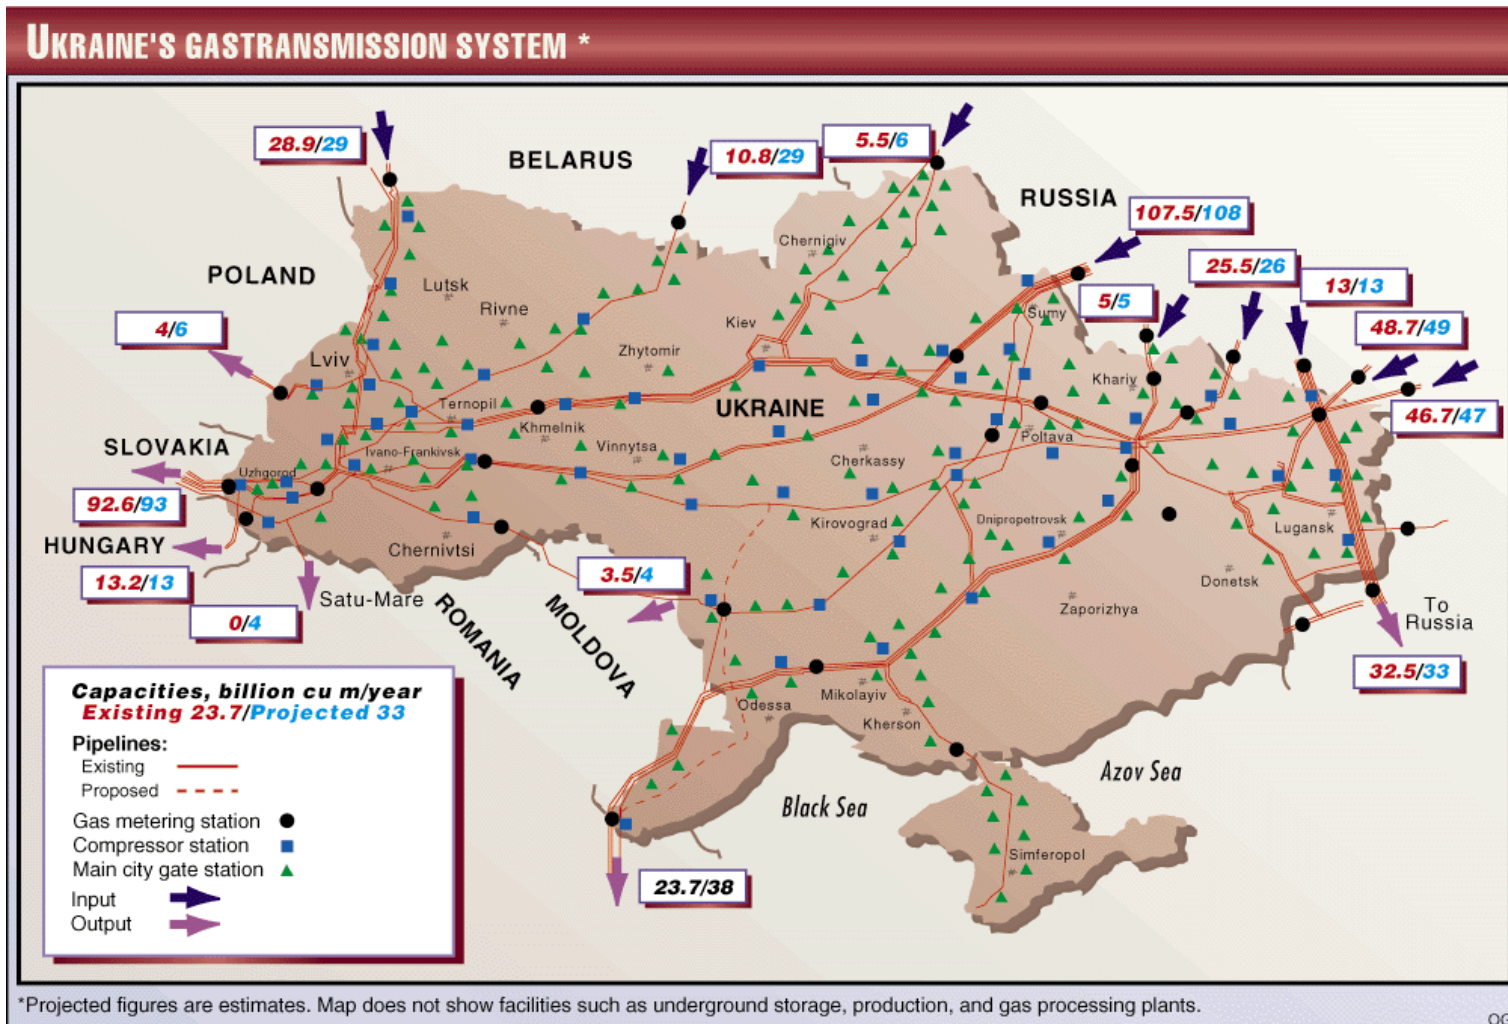 UKRAINE'S GASTRANSMISSION SYSTEM *
28.9/29
BELARUS
10.8/29
5.5/6
RUSSIA
107.5/108
25.5/26
13/13
5/5
48.7/49
46.7/47
POLAND
4/6
Lutsk
Rivne
Chernigiv
Kiev
Sumy
Lviv
Zhytomir
Khariv
Ternopil
UKRAINE
Khmelnik
SLOVAKIA
Ivano-Frankivsk
Vinnytsa
Cherkassy
Poltava
Uzhgorod
92.6/93
Kirovograd
Dnipropetrovsk
Lugansk
HUNGARY
Chernivtsi
13.2/13
3.5/4
Donetsk
0/4
Satu-Mare
ROMANIA
MOLDOVA
Zaporizhya
To
Russia
32.5/33
Mikolayiv
Odessa
Kherson
Azov Sea
Black Sea
Simferopol
23.7/38
Capacities, billion cu m/year
Existing 23.7/Projected 33
Pipelines:
Existing
Proposed
Gas metering station
Compressor station
Main city gate station
Input
Output
*Projected figures are estimates. Map does not show facilities such as underground storage, production, and gas processing plants.